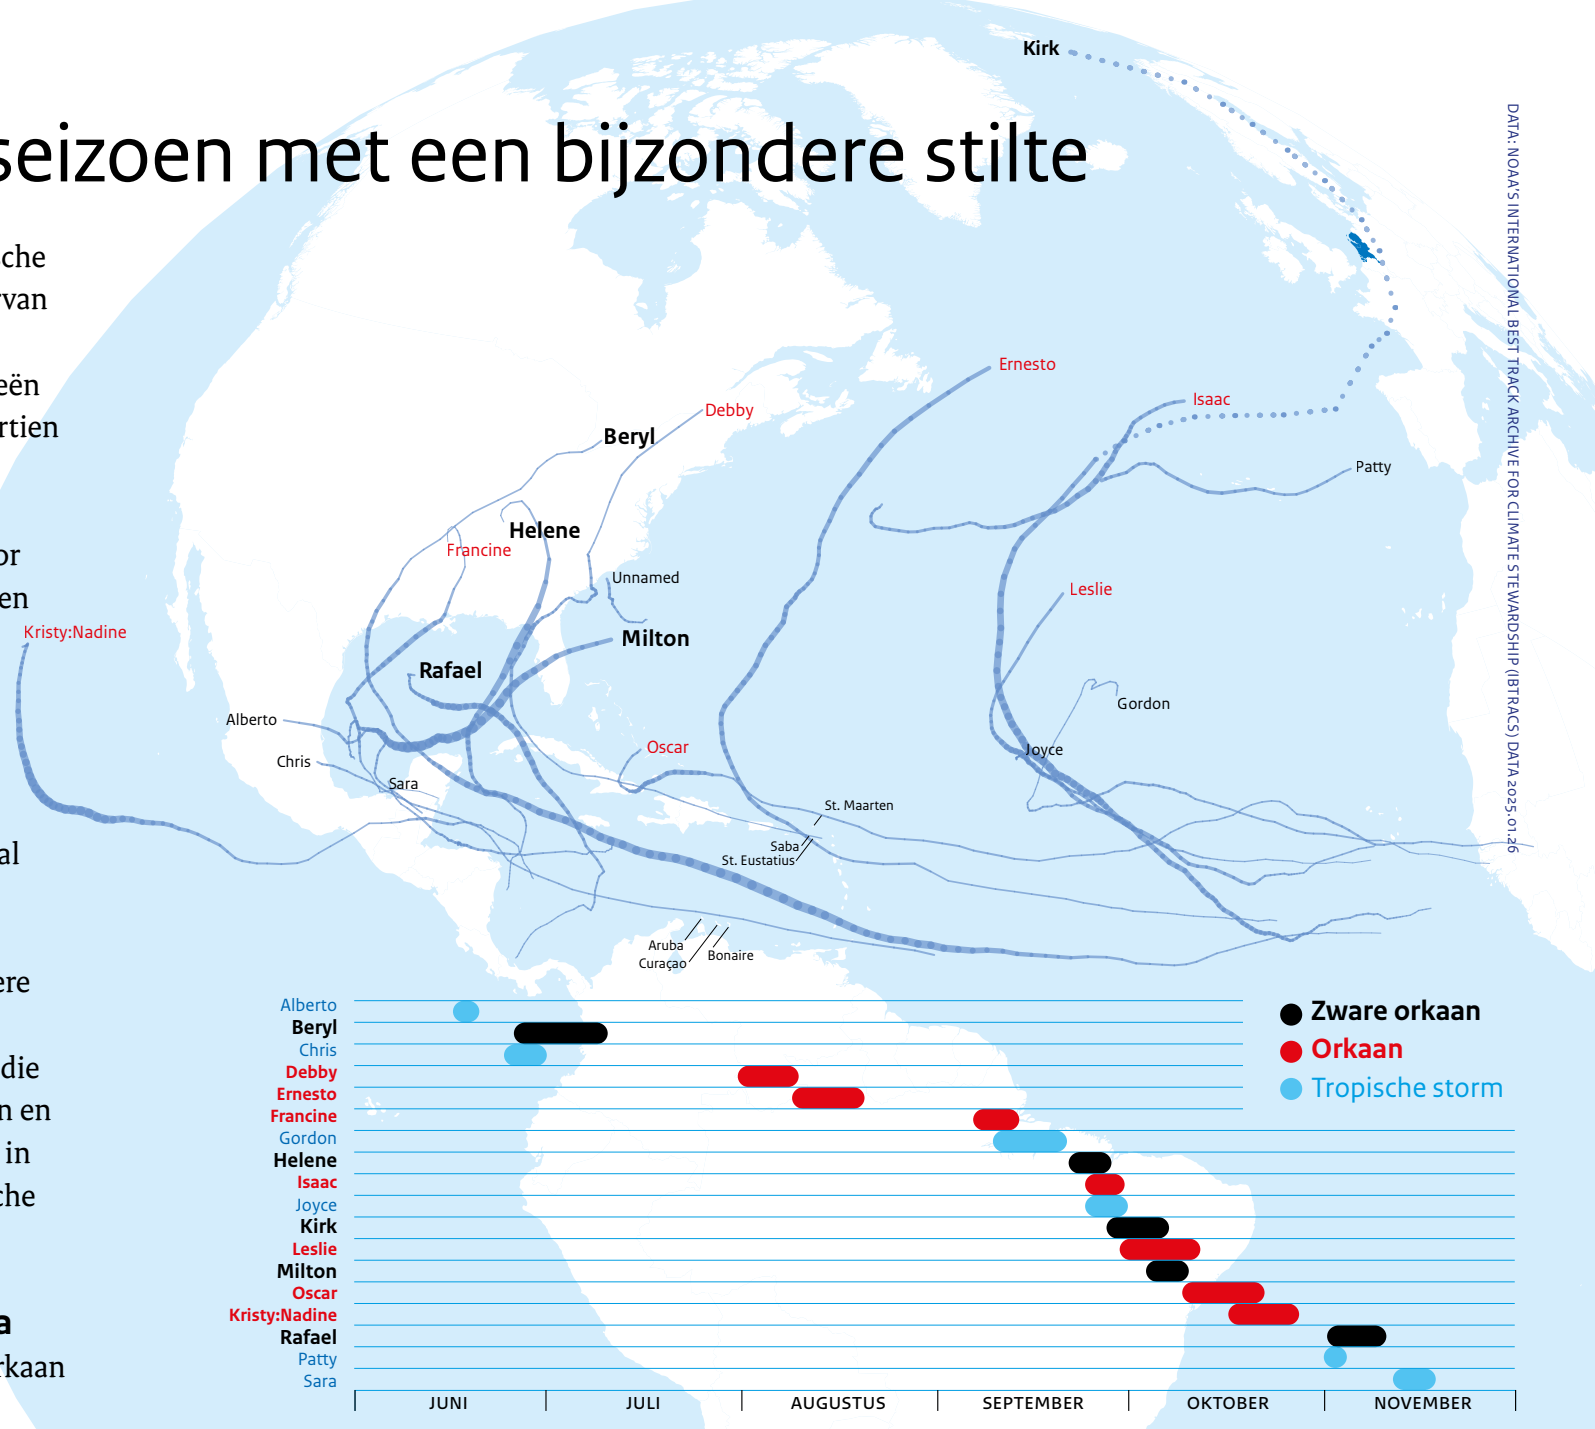 Kirk
seizoen met een bijzondere stilte
sche
rvan
eën
rtien
or
en
al
ere
die
n en
in
che
a
rkaan
Ernesto
Isaac
Debby
Beryl
Patty
Helene
Francine
Unnamed
Leslie
Kristy:Nadine
Milton
Rafael
Gordon
Alberto
Oscar
Joyce
Chris
Sara
St. Maarten
Saba
St. Eustatius
Aruba
Curaçao
Bonaire
DATA: NOAA'S INTERNATIONAL BEST TRACK ARCHIVE FOR CLIMATE STEWARDSHIP (IBTRACS) DATA 2025.01.26
Zware orkaan
Orkaan
Tropische storm
Alberto
Beryl
Chris
Debby
Ernesto
Francine
Gordon
Helene
Isaac
Joyce
Kirk
Leslie
Milton
Oscar
Kristy:Nadine
Rafael
Patty
Sara
JUNI JULI AUGUSTUS SEPTEMBER OKTOBER NOVEMBER